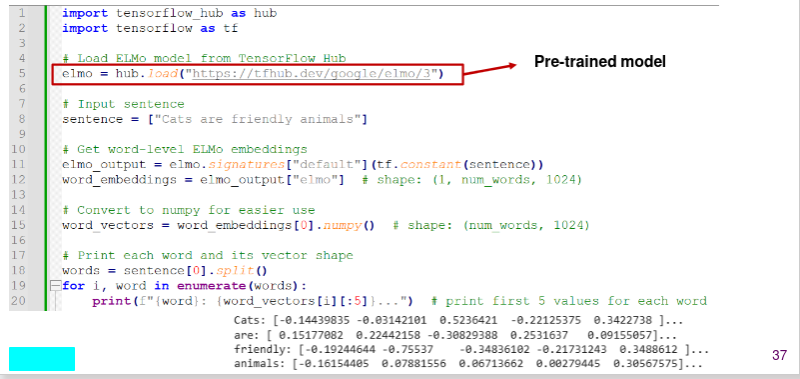 1 import tensorflow_hub as hub
2 import tensorflow as tf
3
4 # Load ELMo model from TensorFlow Hub
5 elmo = hub.load("https://tfhub.dev/google/elmo/3")
Pre-trained model
6
7 # Input sentence
8 sentence = ["Cats are friendly animals"]
9
10 # Get word-level ELMo embeddings
11 elmo_output = elmo.signatures["default"](tf.constant(sentence))
12 word_embeddings = elmo_output["elmo"]  # shape: (1, num_words, 1024)
13
14 # Convert to numpy for easier use
15 word_vectors = word_embeddings[0].numpy()  # shape: (num_words, 1024)
16
17 # Print each word and its vector shape
18 words = sentence[0].split()
19 for i, word in enumerate(words):
20     print(f"{word}: {word_vectors[i][:5]}...")  # print first 5 values for each word
Cats: [-0.14439835 -0.03142101  0.5236421  -0.22125375  0.3422738 ]...
are: [ 0.15177082  0.22442158 -0.30829388  0.2531637   0.09155057]...
friendly: [-0.19244644 -0.75537    -0.34836102 -0.21731243  0.3488612 ]...
animals: [-0.16154405  0.07881556  0.06713662  0.00279445  0.30567575]...
37